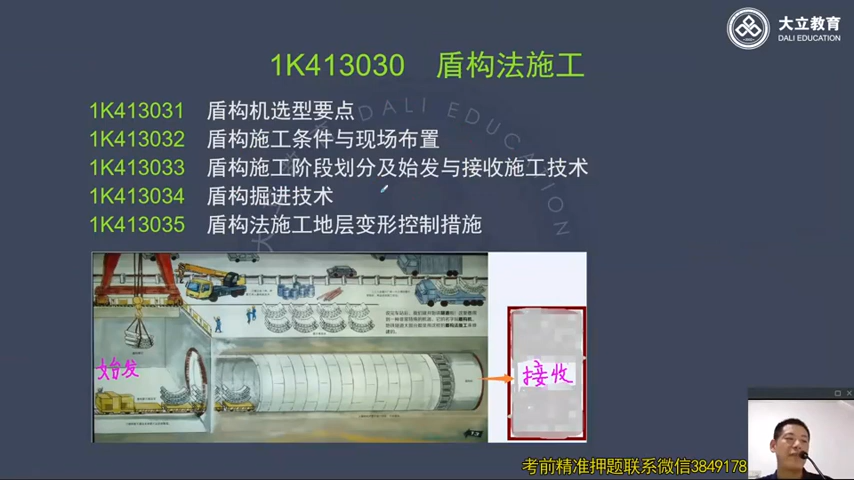 大立教育
DALI EDUCATION
1K413030 盾构法施工
1K413031 盾构机选型要点
1K413032 盾构施工条件与现场布置
1K413033 盾构施工阶段划分及始发与接收施工技术
1K413034 盾构掘进技术
1K413035 盾构法施工地层变形控制措施
DALI EDUCATION
始发
接收
考前精准押题联系微信3849178